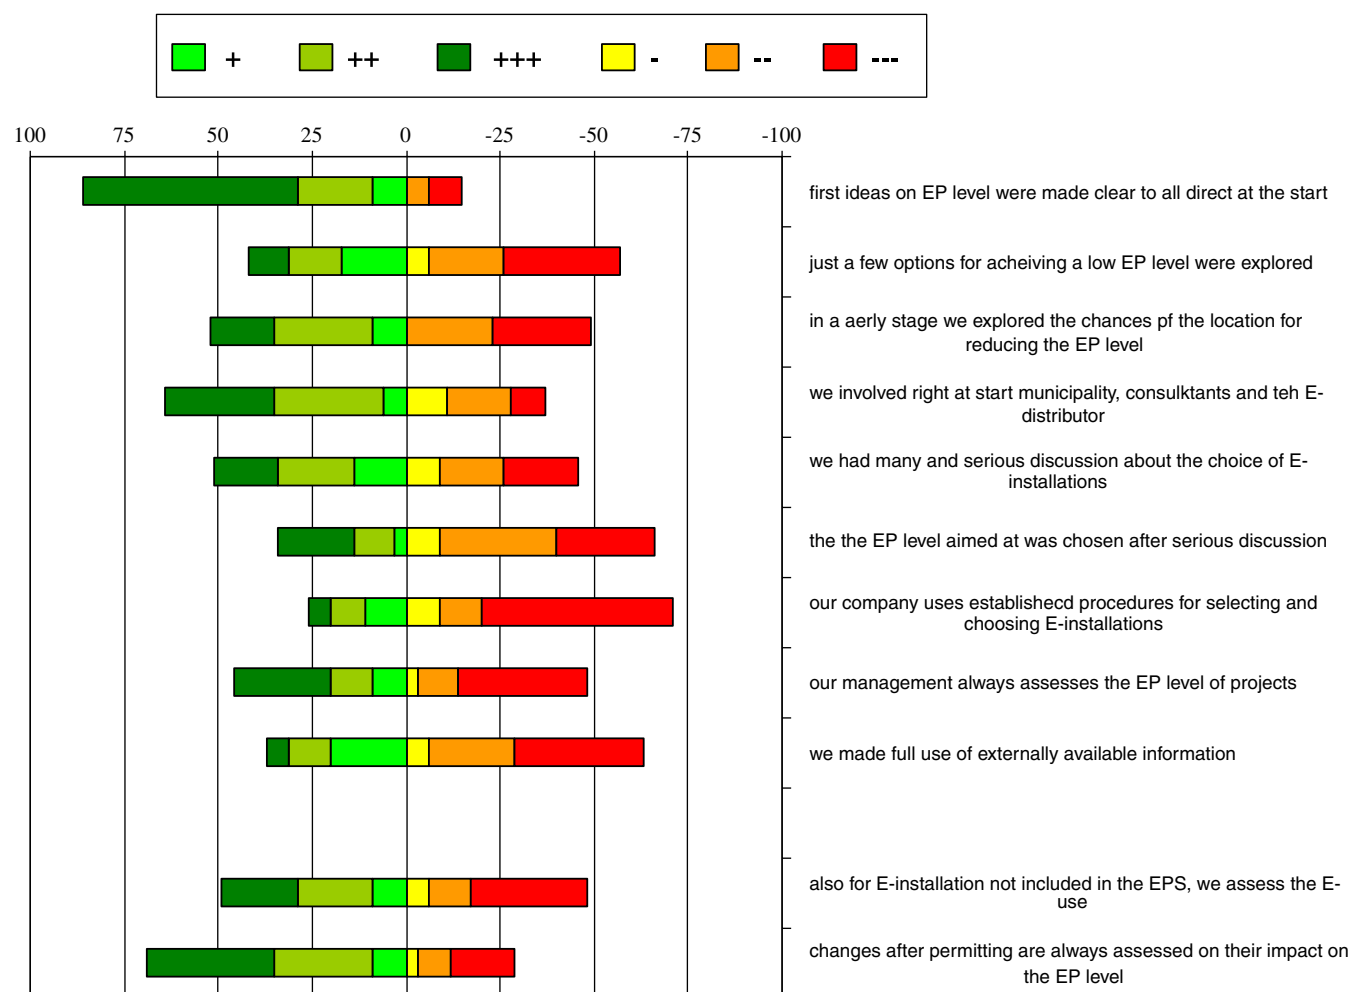 + ++ +++ - -- ---
100 75 50 25 0 -25 -50 -75 -100
first ideas on EP level were made clear to all direct at the start
just a few options for acheiving a low EP level were explored
in a aerly stage we explored the chances pf the location for
reducing the EP level
we involved right at start municipality, consulktants and teh E-
distributor
we had many and serious discussion about the choice of E-
installations
the the EP level aimed at was chosen after serious discussion
our company uses establishecd procedures for selecting and
choosing E-installations
our management always assesses the EP level of projects
we made full use of externally available information
also for E-installation not included in the EPS, we assess the E-
use
changes after permitting are always assessed on their impact on
the EP level